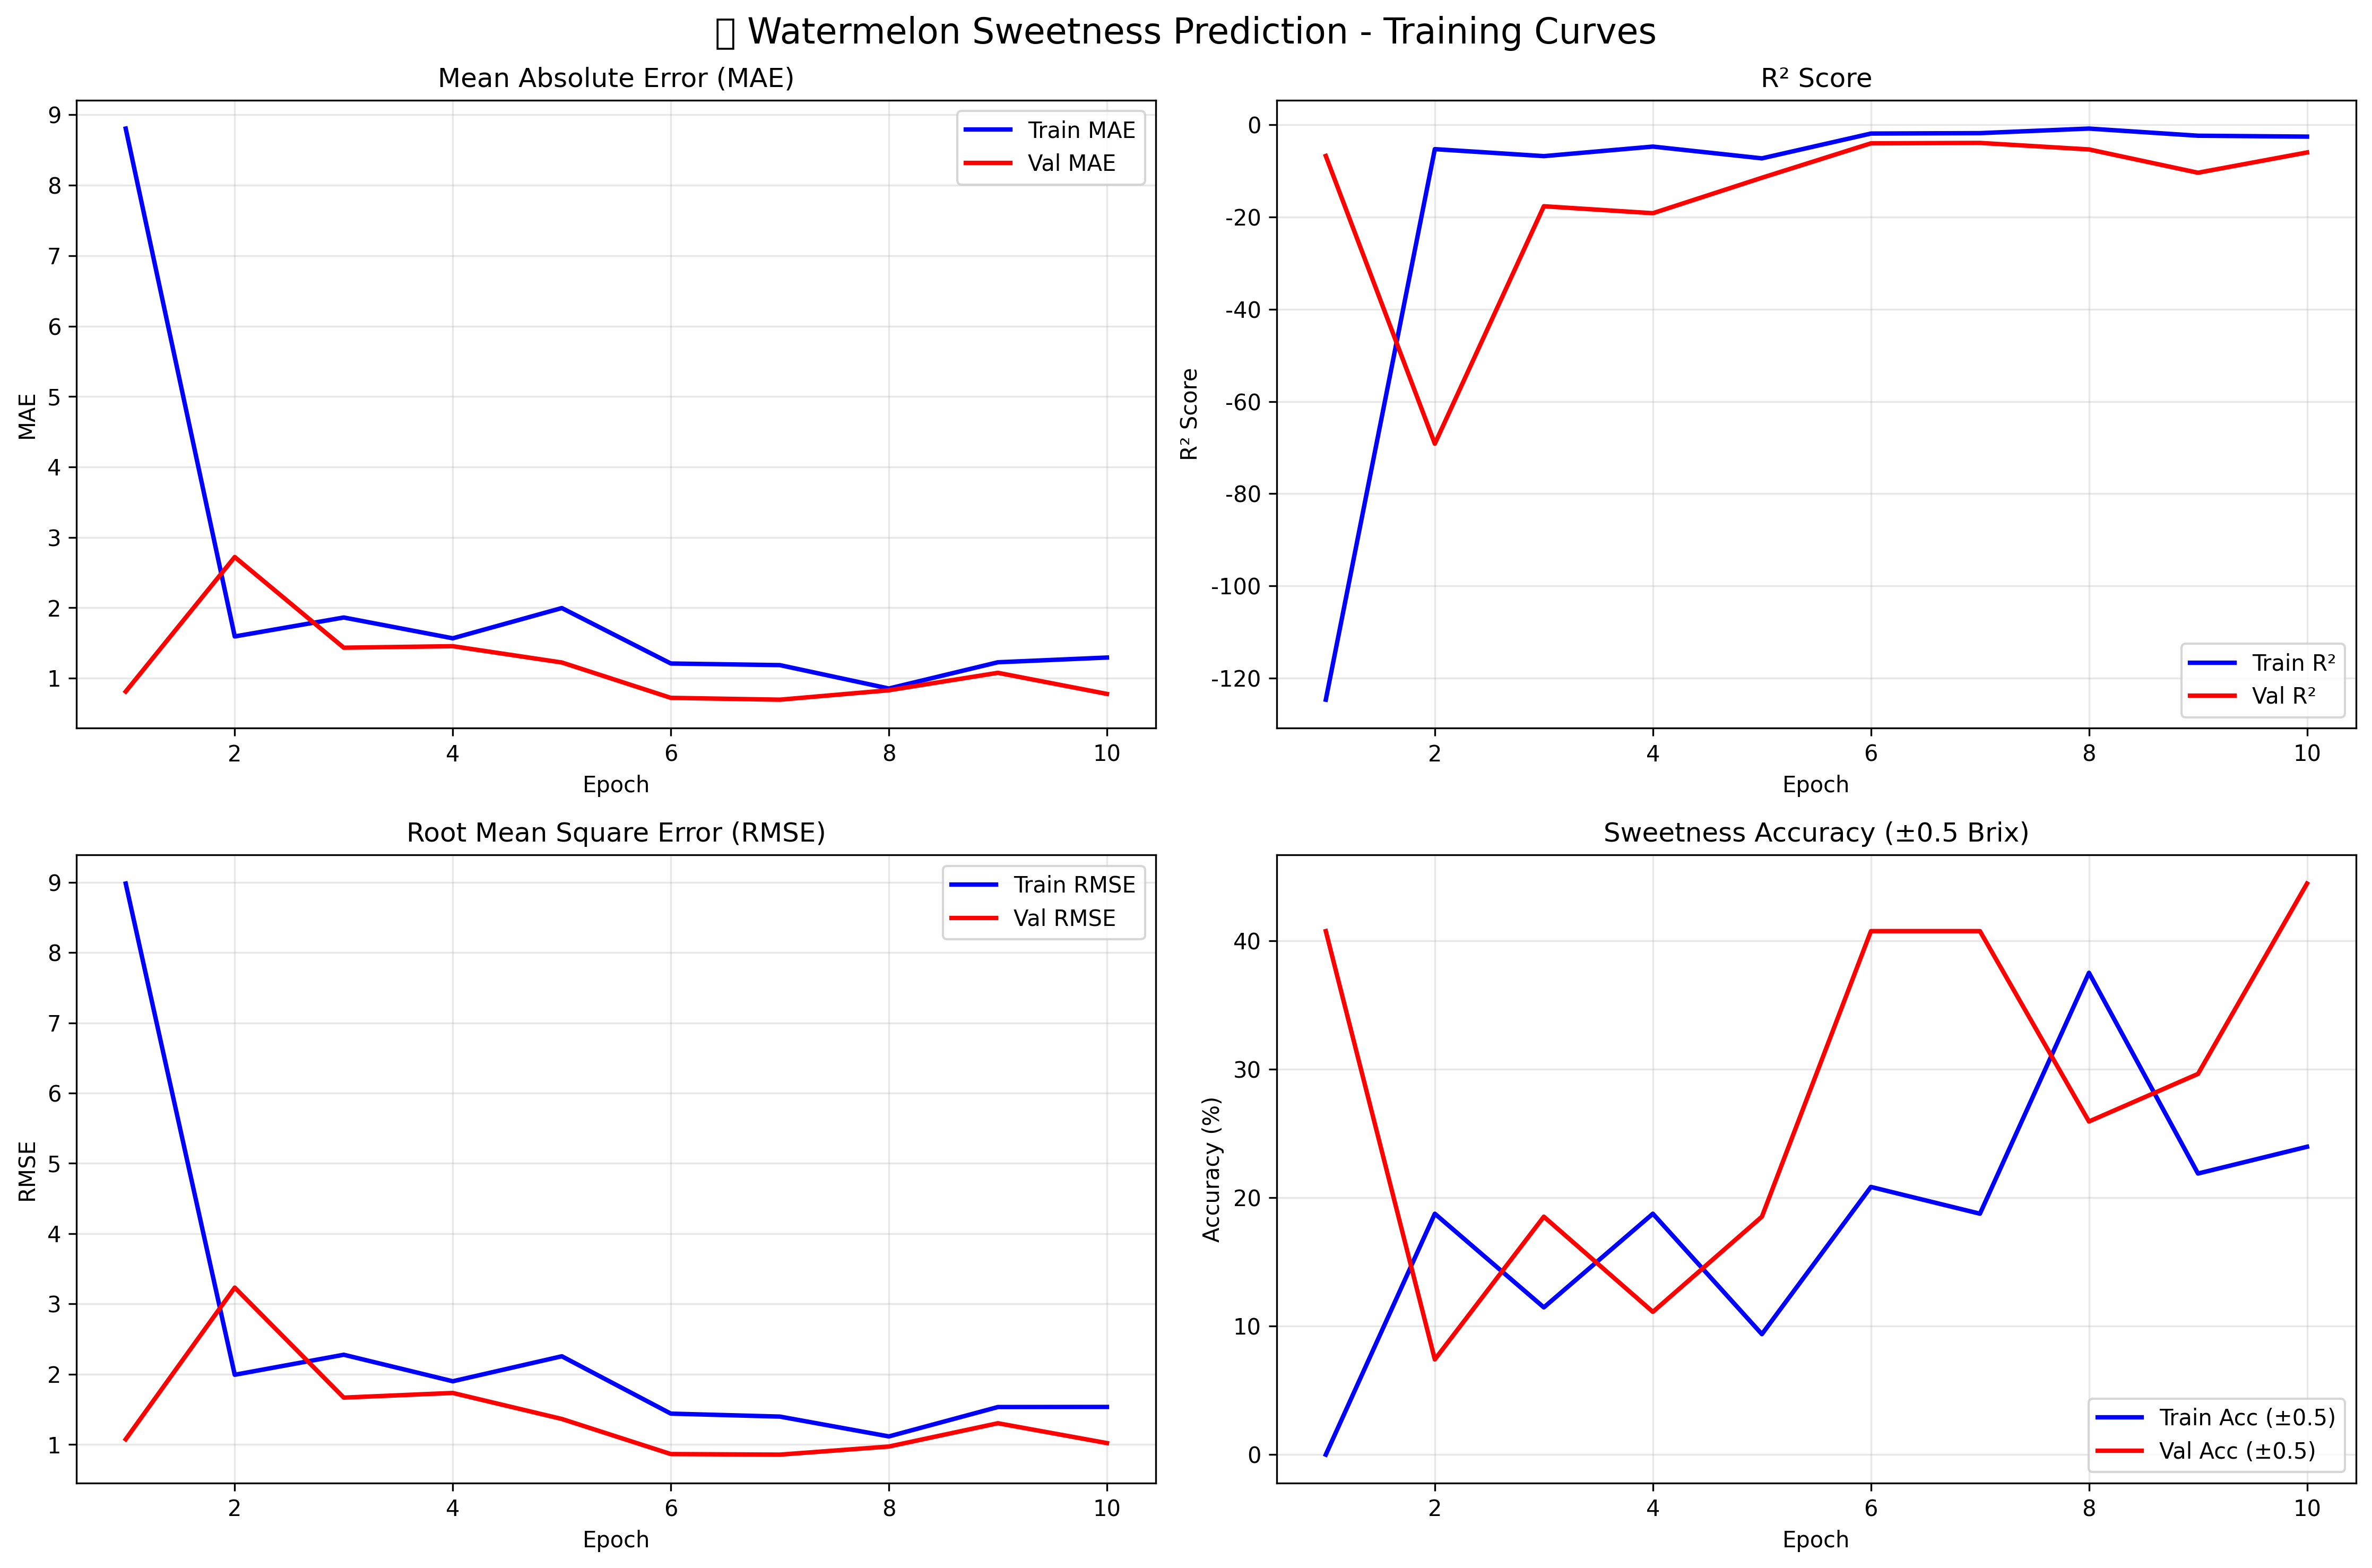 Watermelon Sweetness Prediction - Training Curves
Mean Absolute Error (MAE)
MAE
9
8
7
6
5
4
3
2
1
2 4 6 8 10
Epoch
Train MAE
Val MAE
R² Score
R² Score
0
-20
-40
-60
-80
-100
-120
2 4 6 8 10
Epoch
Train R²
Val R²
Root Mean Square Error (RMSE)
RMSE
9
8
7
6
5
4
3
2
1
2 4 6 8 10
Epoch
Train RMSE
Val RMSE
Sweetness Accuracy (±0.5 Brix)
Accuracy (%)
40
30
20
10
0
2 4 6 8 10
Epoch
Train Acc (±0.5)
Val Acc (±0.5)